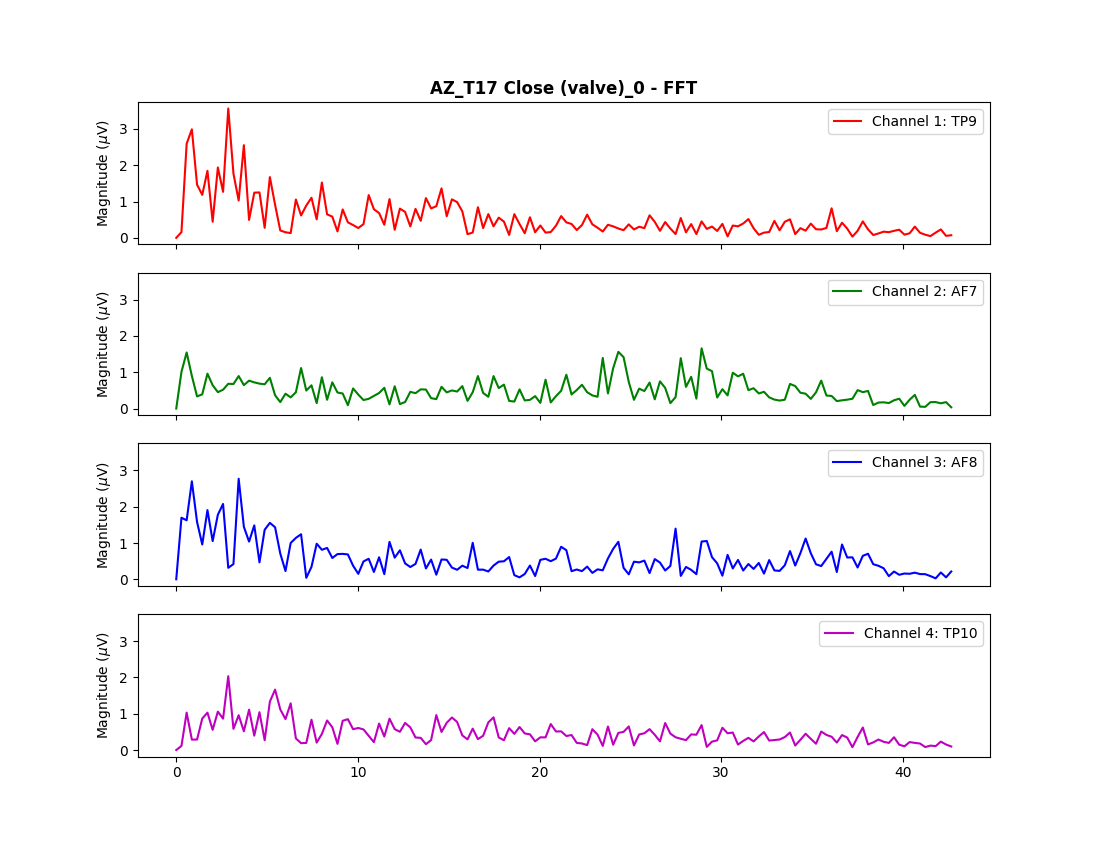 AZ_T17 Close (valve)_0 - FFT
Magnitude (μV)
3
2
1
0
Channel 1: TP9
Magnitude (μV)
3
2
1
0
Channel 2: AF7
Magnitude (μV)
3
2
1
0
Channel 3: AF8
Magnitude (μV)
3
2
1
0
Channel 4: TP10
0 10 20 30 40